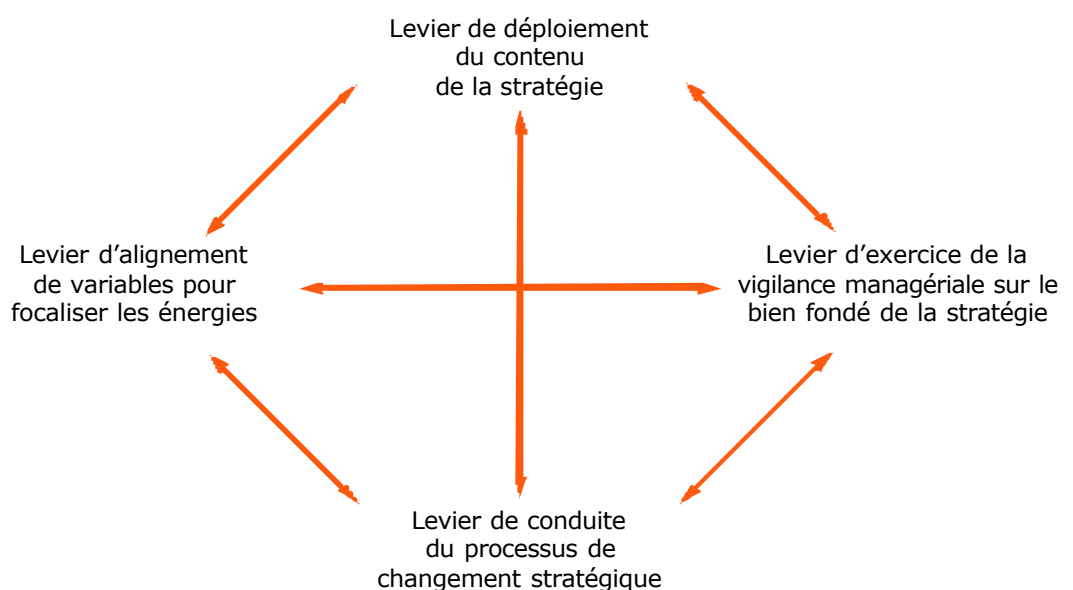 Levier de déploiement
du contenu
de la stratégie
Levier d’alignement
de variables pour
focaliser les énergies
Levier d’exercice de la
vigilance managériale sur le
bien fondé de la stratégie
Levier de conduite
du processus de
changement stratégique